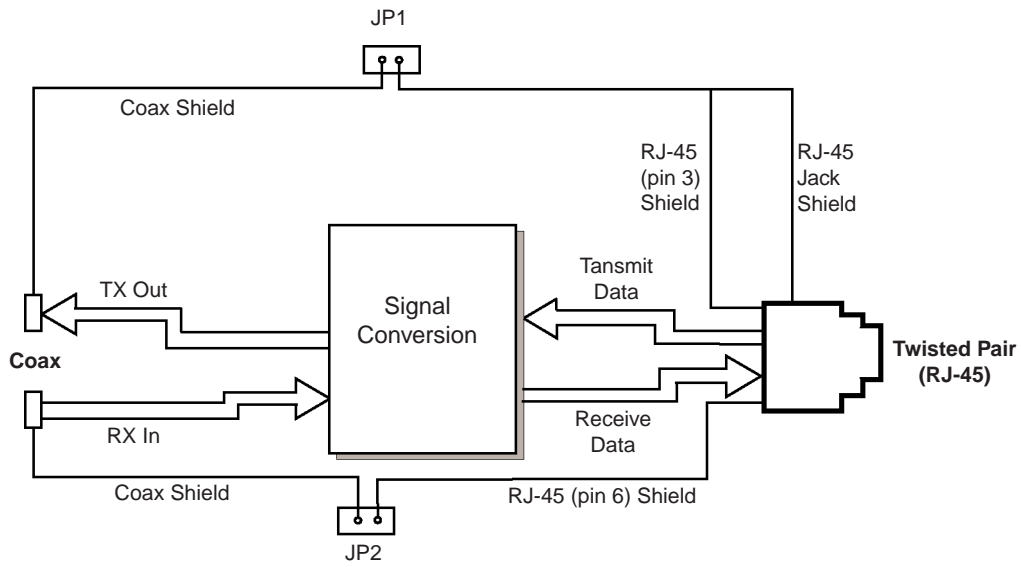 JP1
Coax Shield
RJ-45
(pin 3)
Shield
RJ-45
Jack
Shield
TX Out
Signal
Conversion
Tansmit
Data
Coax
Twisted Pair
(RJ-45)
RX In
Receive
Data
Coax Shield
RJ-45 (pin 6) Shield
JP2